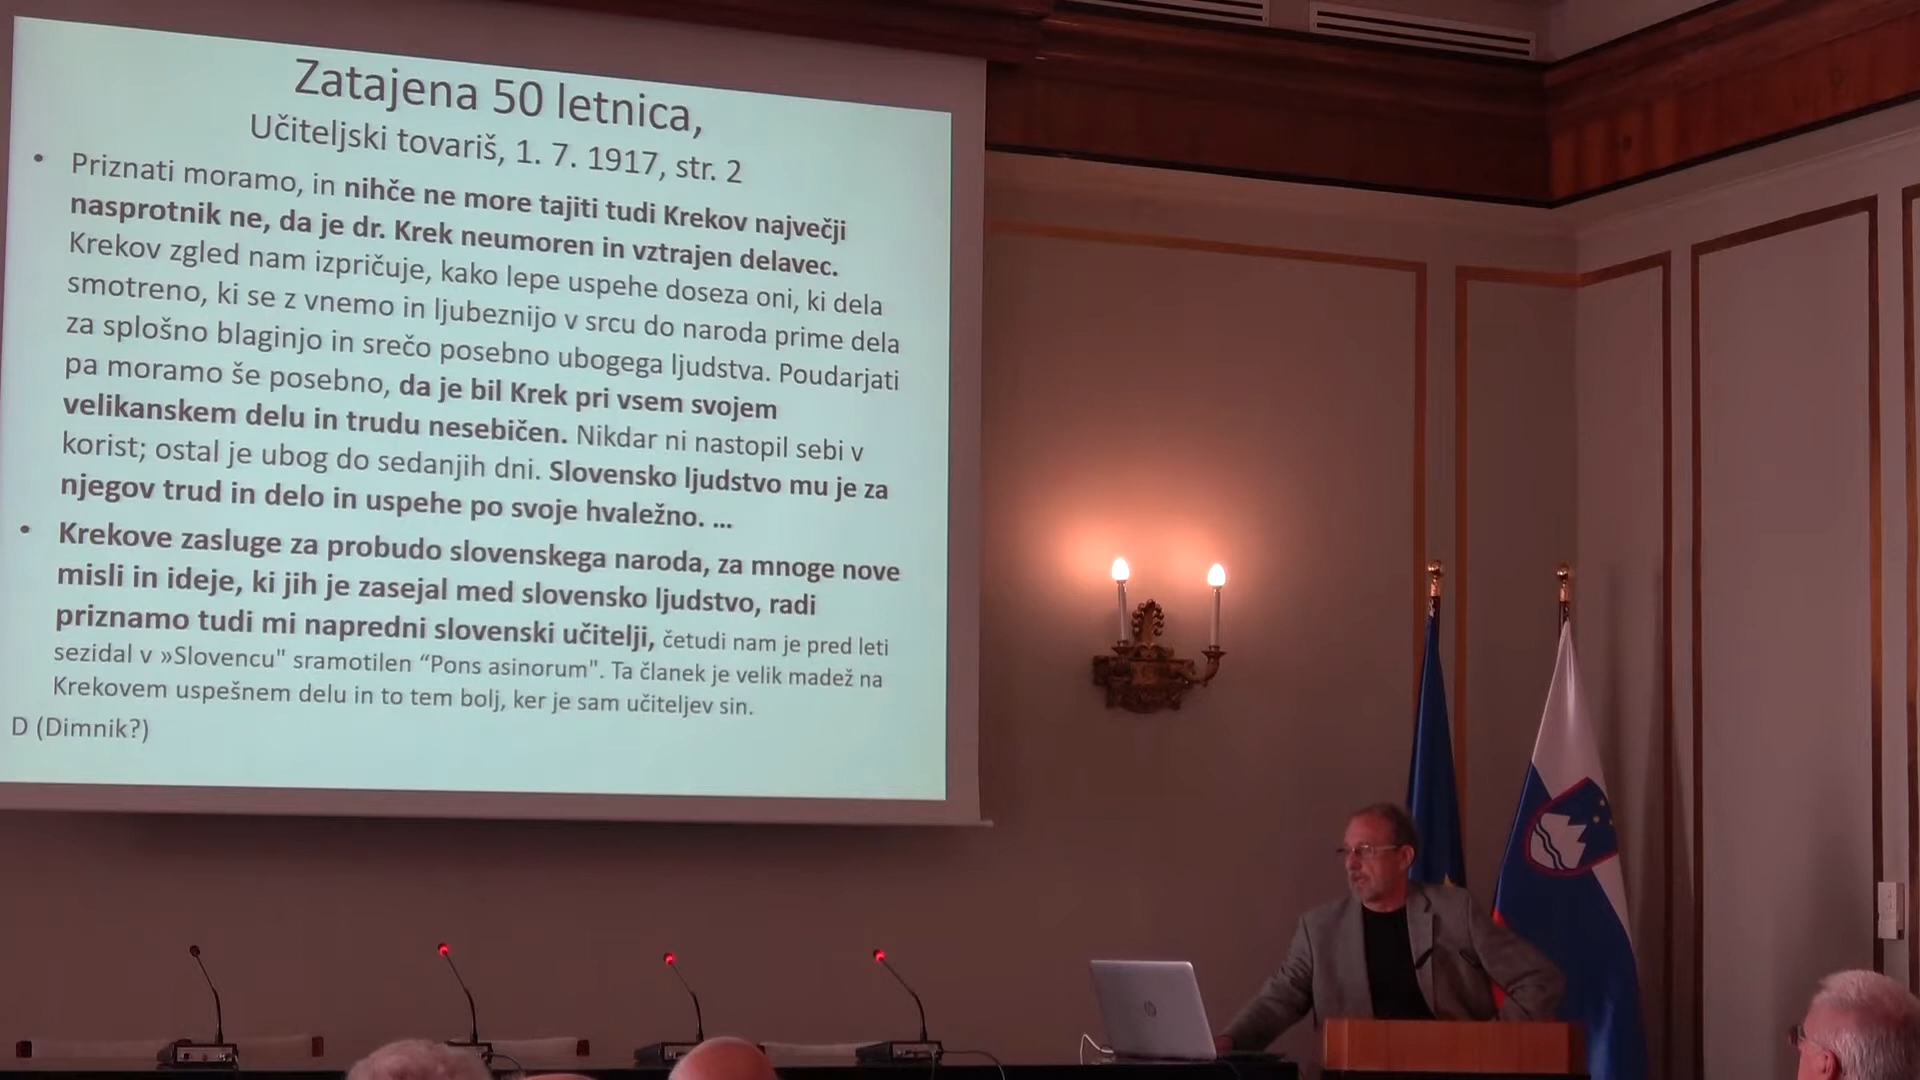 Zatajena 50 letnica,
Učiteljski tovariš, 1. 7. 1917, str. 2
• Priznati moramo, in nihče ne more tajiti tudi Krekov največji
nasprotnik ne, da je dr. Krek neumoren in vztrajen delavec.
Krekov zgled nam izpričuje, kako lepe uspehe doseza oni, ki dela
smotreno, ki se z vnemo in ljubeznijo v srcu do naroda prime dela
za splošno blaginjo in srečo posebno ubogega ljudstva. Poudarjati
pa moramo še posebno, da je bil Krek pri vsem svojem
velikanskem delu in trudu nesebičen. Nikdar ni nastopil sebi v
korist; ostal je ubog do sedanjih dni. Slovensko ljudstvo mu je za
njegov trud in delo in uspehe po svoje hvaležno. ...
• Krekove zasluge za probudo slovenskega naroda, za mnoge nove
misli in ideje, ki jih je zasejal med slovensko ljudstvo, radi
priznamo tudi mi napredni slovenski učitelji, četudi nam je pred leti
sezidal v »Slovencu" sramotilen “Pons asinorum". Ta članek je velik madež na
Krekovem uspešnem delu in to tem bolj, ker je sam učiteljev sin.
D (Dimnik?)